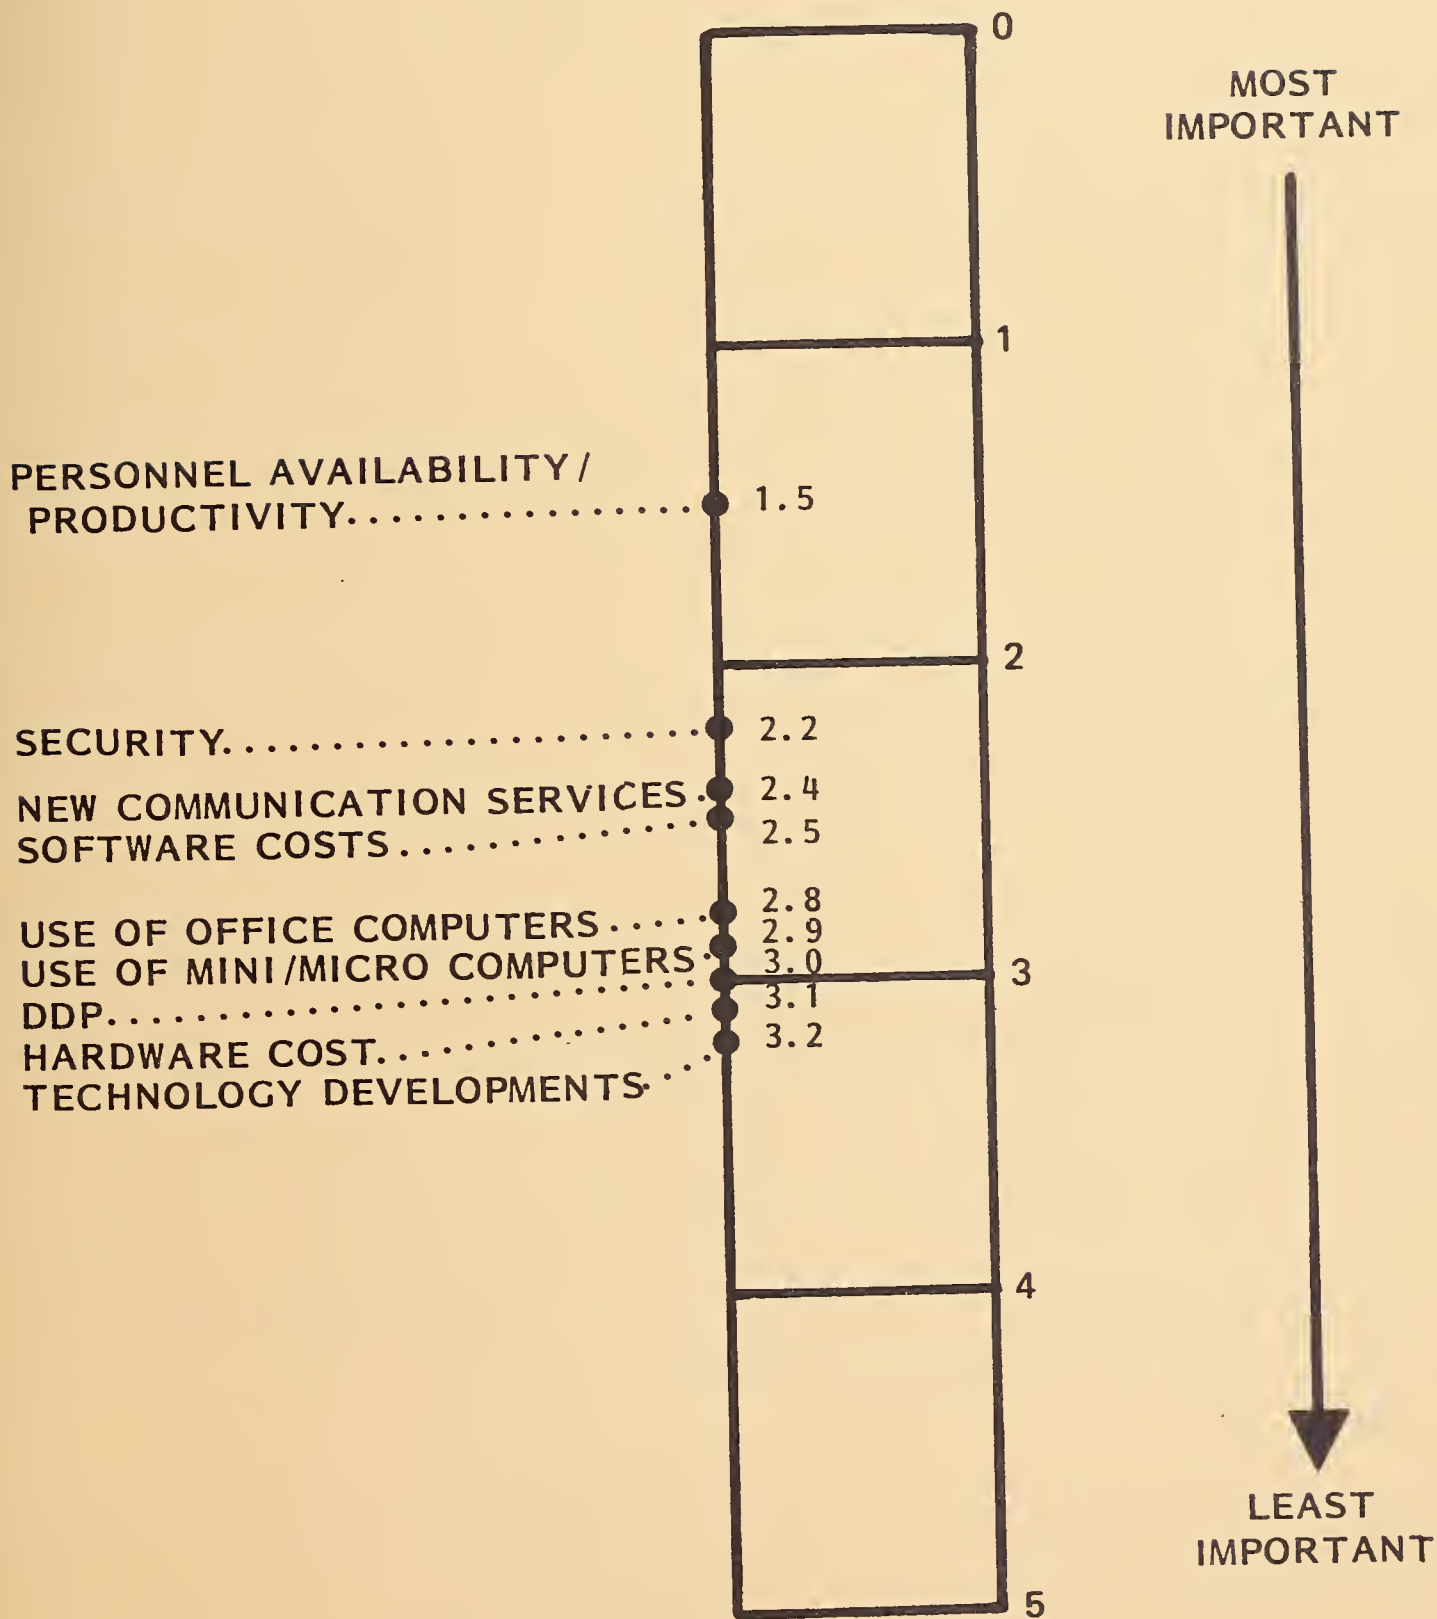 0
MOST
IMPORTANT
1
PERSONNEL AVAILABILITY/
PRODUCTIVITY................ 1.5
2
SECURITY...................... 2.2
NEW COMMUNICATION SERVICES. 2.4
SOFTWARE COSTS............. 2.5
USE OF OFFICE COMPUTERS..... 2.8
USE OF MINI/MICRO COMPUTERS. 2.9
DDP......................... 3.0
3
HARDWARE COST............. 3.1
TECHNOLOGY DEVELOPMENTS... 3.2
4
LEAST
IMPORTANT
5